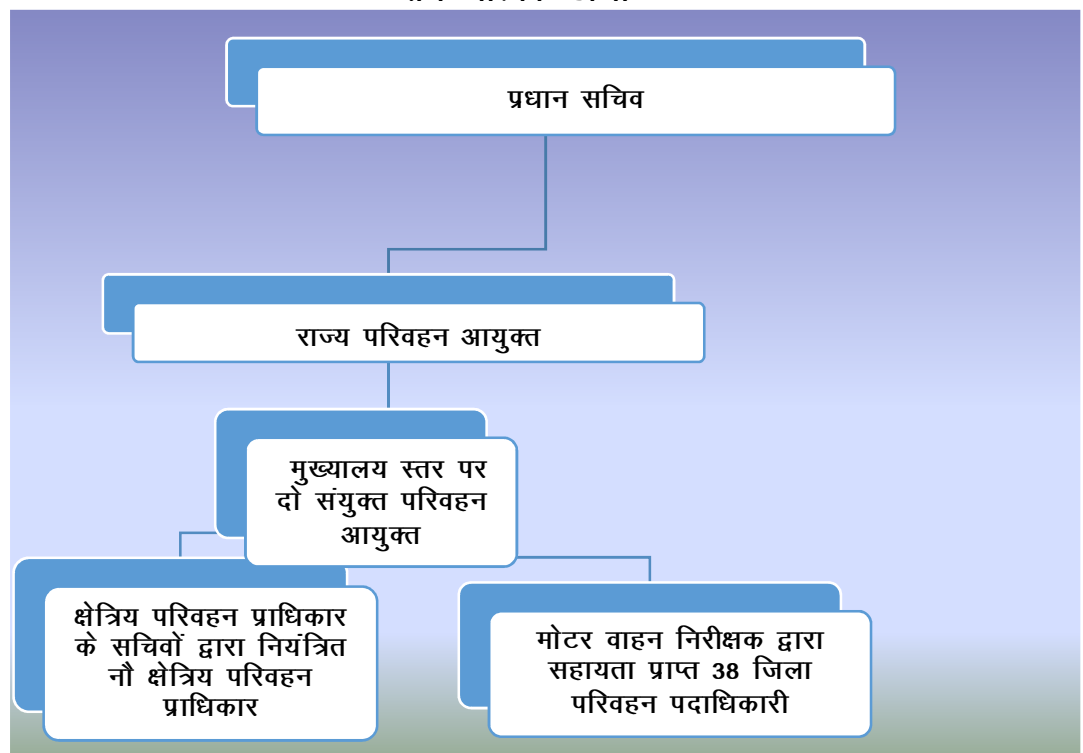 प्रधान सचिव
राज्य परिवहन आयुक्त
मुख्यालय स्तर पर
दो संयुक्त परिवहन
आयुक्त
क्षेत्रिय परिवहन प्राधिकार
के सचिवों द्वारा नियंत्रित
नौ क्षेत्रिय परिवहन
प्राधिकार
मोटर वाहन निरीक्षक द्वारा
सहायता प्राप्त 38 जिला
परिवहन पदाधिकारी